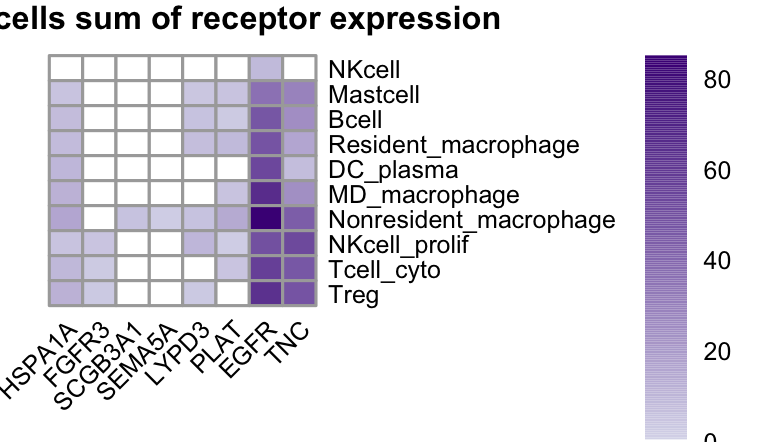 cells sum of receptor expression
NKcell
Mastcell
Bcell
Resident_macrophage
DC_plasma
MD_macrophage
Nonresident_macrophage
NKcell_prolif
Tcell_cyto
Treg
HSPA1A
FGFR3
SCGB3A1
SEMA5A
LYPD3
PLAT
EGFR
TNC
80
60
40
20
0